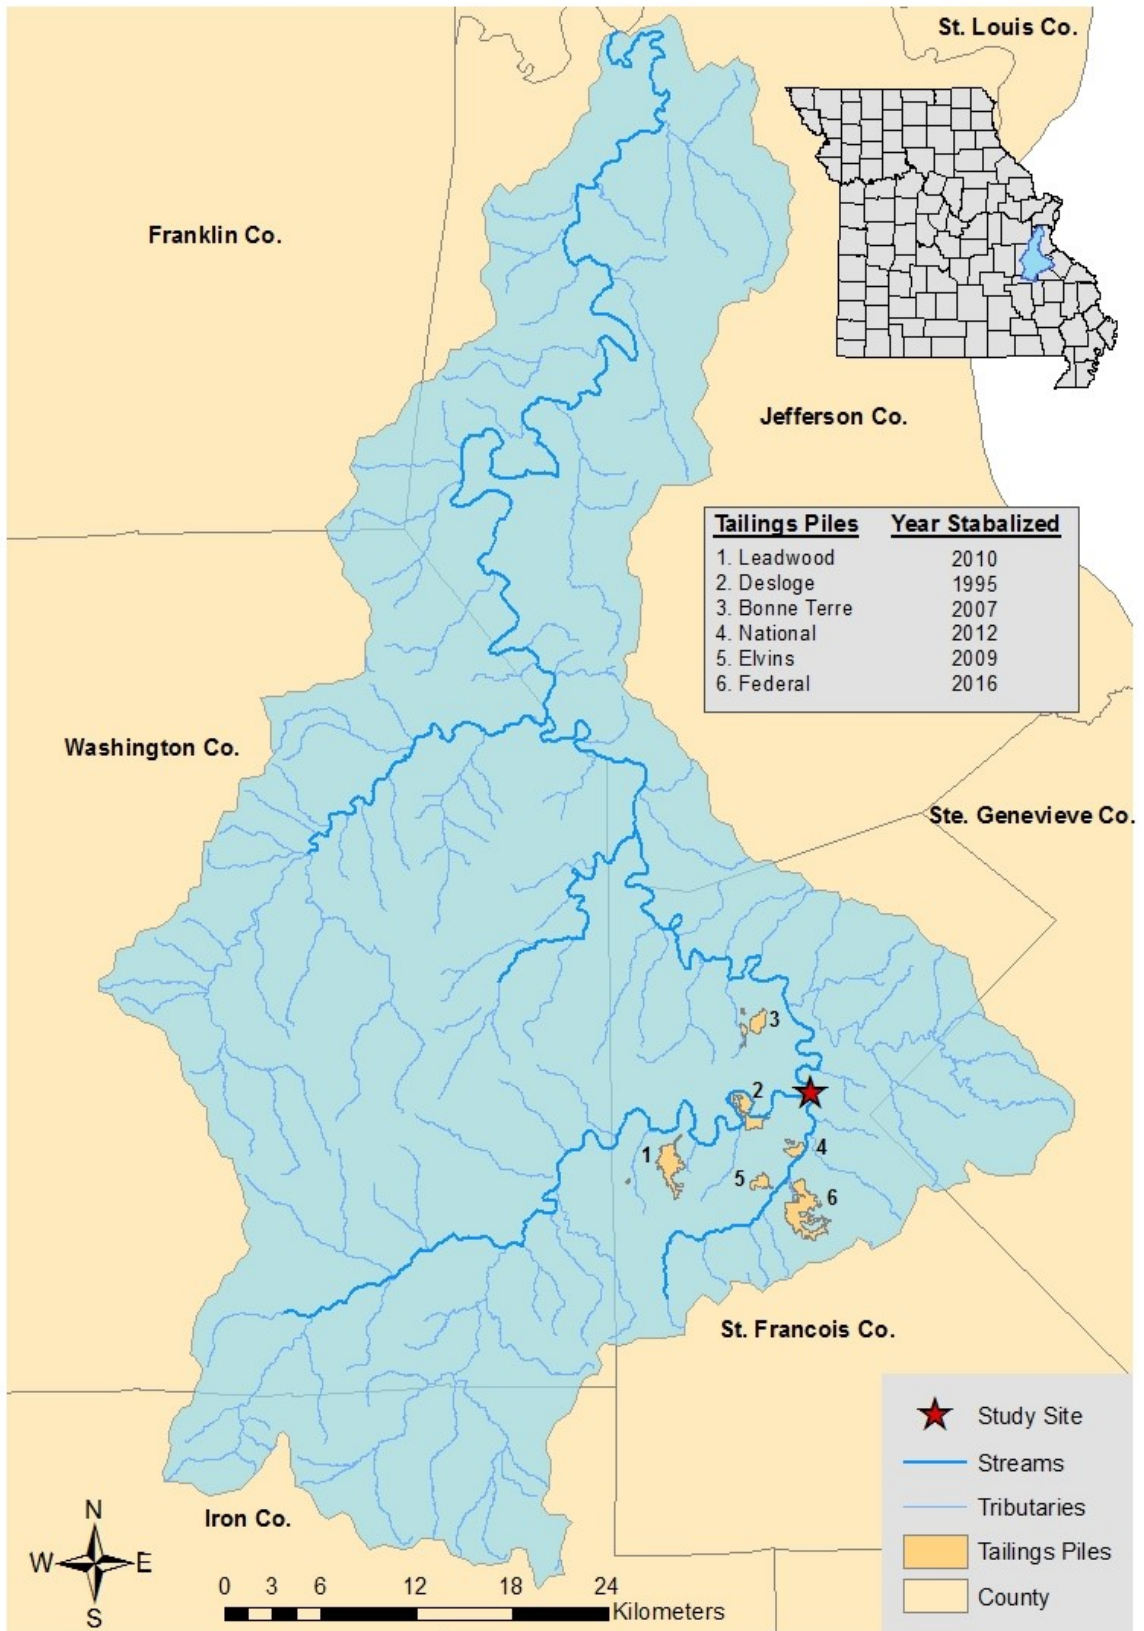 St. Louis Co.
Franklin Co.
Jefferson Co.
Tailings Piles Year Stabalized
1. Leadwood 2010
2. Desloge 1995
3. Bonne Terre 2007
4. National 2012
5. Elvins 2009
6. Federal 2016
Washington Co.
Ste. Genevieve Co.
3
2
1
4
5
6
St. Francois Co.
Study Site
Streams
Tributaries
Tailings Piles
County
Iron Co.
N
W E
S
0 3 6 12 18 24
Kilometers